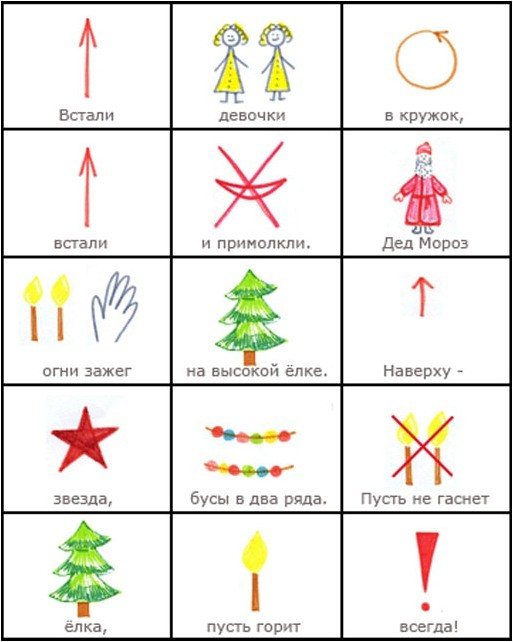 Встали девочки в кружок,
встали и примолкли. Дед Мороз
огни зажег на высокой ёлке. Наверху -
звезда, бусы в два ряда. Пусть не гаснет
ёлка, пусть горит всегда!